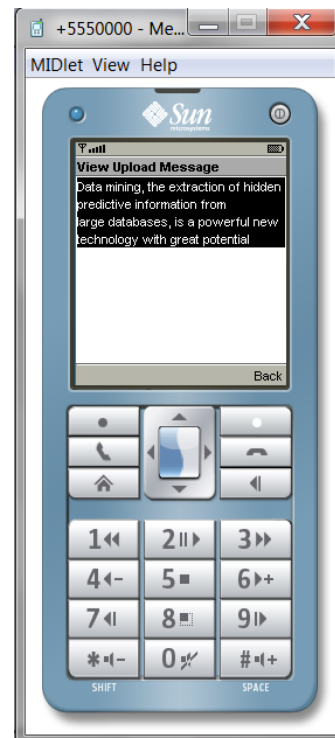 +5550000 - Me...
MIDlet View Help
Sun
microsystems
View Upload Message
Data mining, the extraction of hidden
predictive information from
large databases, is a powerful new
technology with great potential
Back
1 2 3
4 - 5 6 +
7 8 9
* - 0 # +
SHIFT SPACE